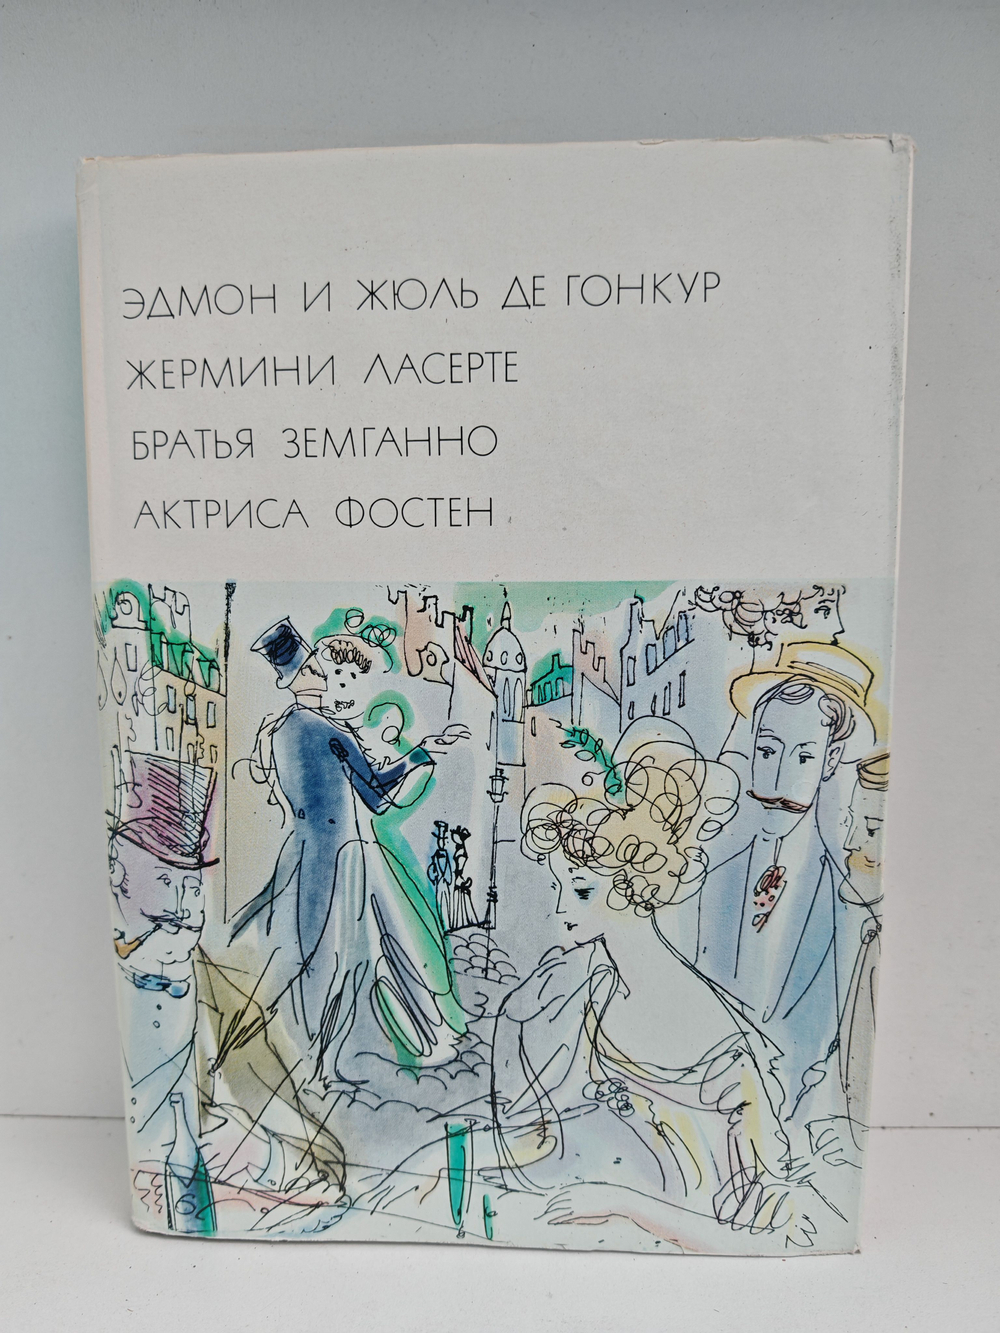 ЭДМОН И ЖЮЛЬ ДЕ ГОНКУР
ЖЕРМИНИ ЛАСЕРТЕ
БРАТЬЯ ЗЕМГАННО
АКТРИСА ФОСТЕН